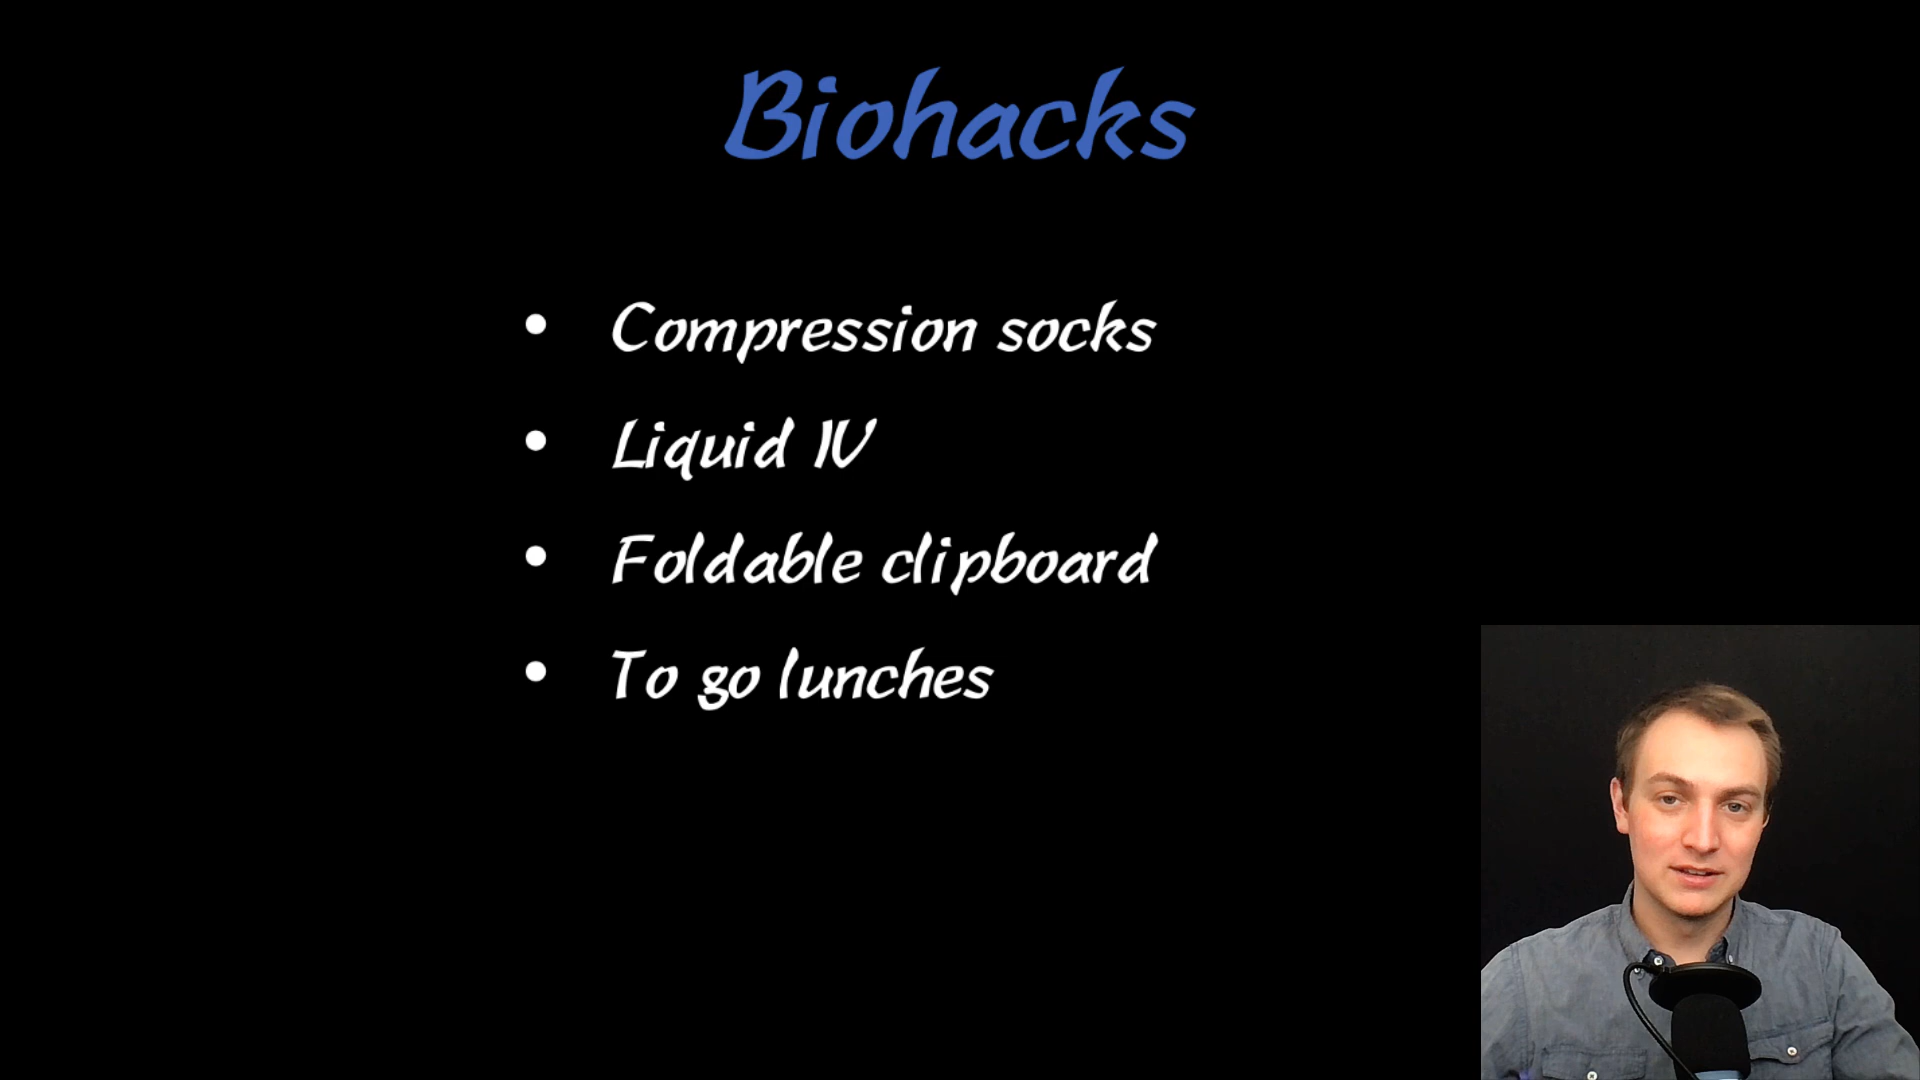 Biohacks
Compression socks
Liquid IV
Foldable clipboard
To go lunches